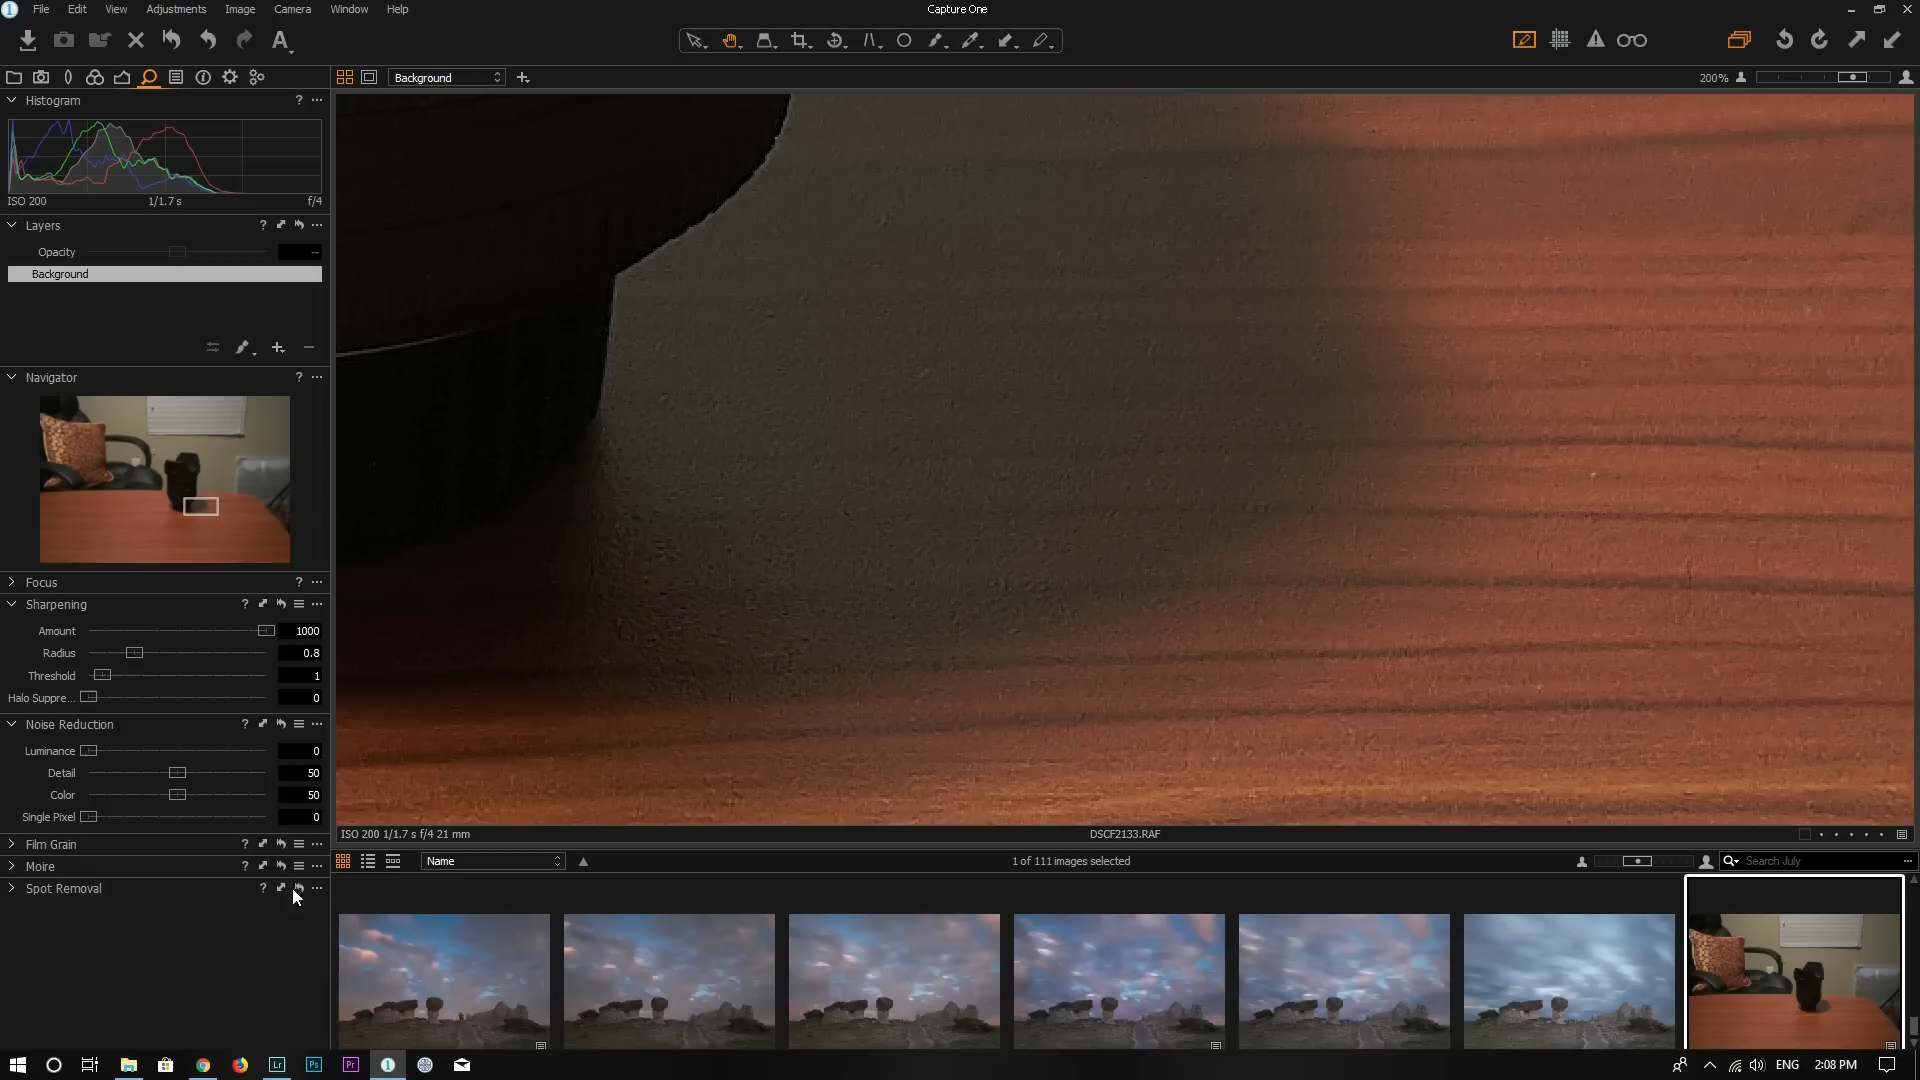 File Edit View Adjustments Image Camera Window Help
Capture One
Background
200%
Histogram
ISO 200 1/1.7 s f/4
Layers
Opacity --
Background
Navigator
Focus
Sharpening
Amount 1000
Radius 0.8
Threshold 1
Halo Suppre... 0
Noise Reduction
Luminance 0
Detail 50
Color 50
Single Pixel 0
Film Grain
Moire
Spot Removal
ISO 200 1/1.7 s f/4 21 mm
DSCF2133.RAF
Name
1 of 111 images selected
Search July
Lr Ps Pr
ENG 2:08 PM